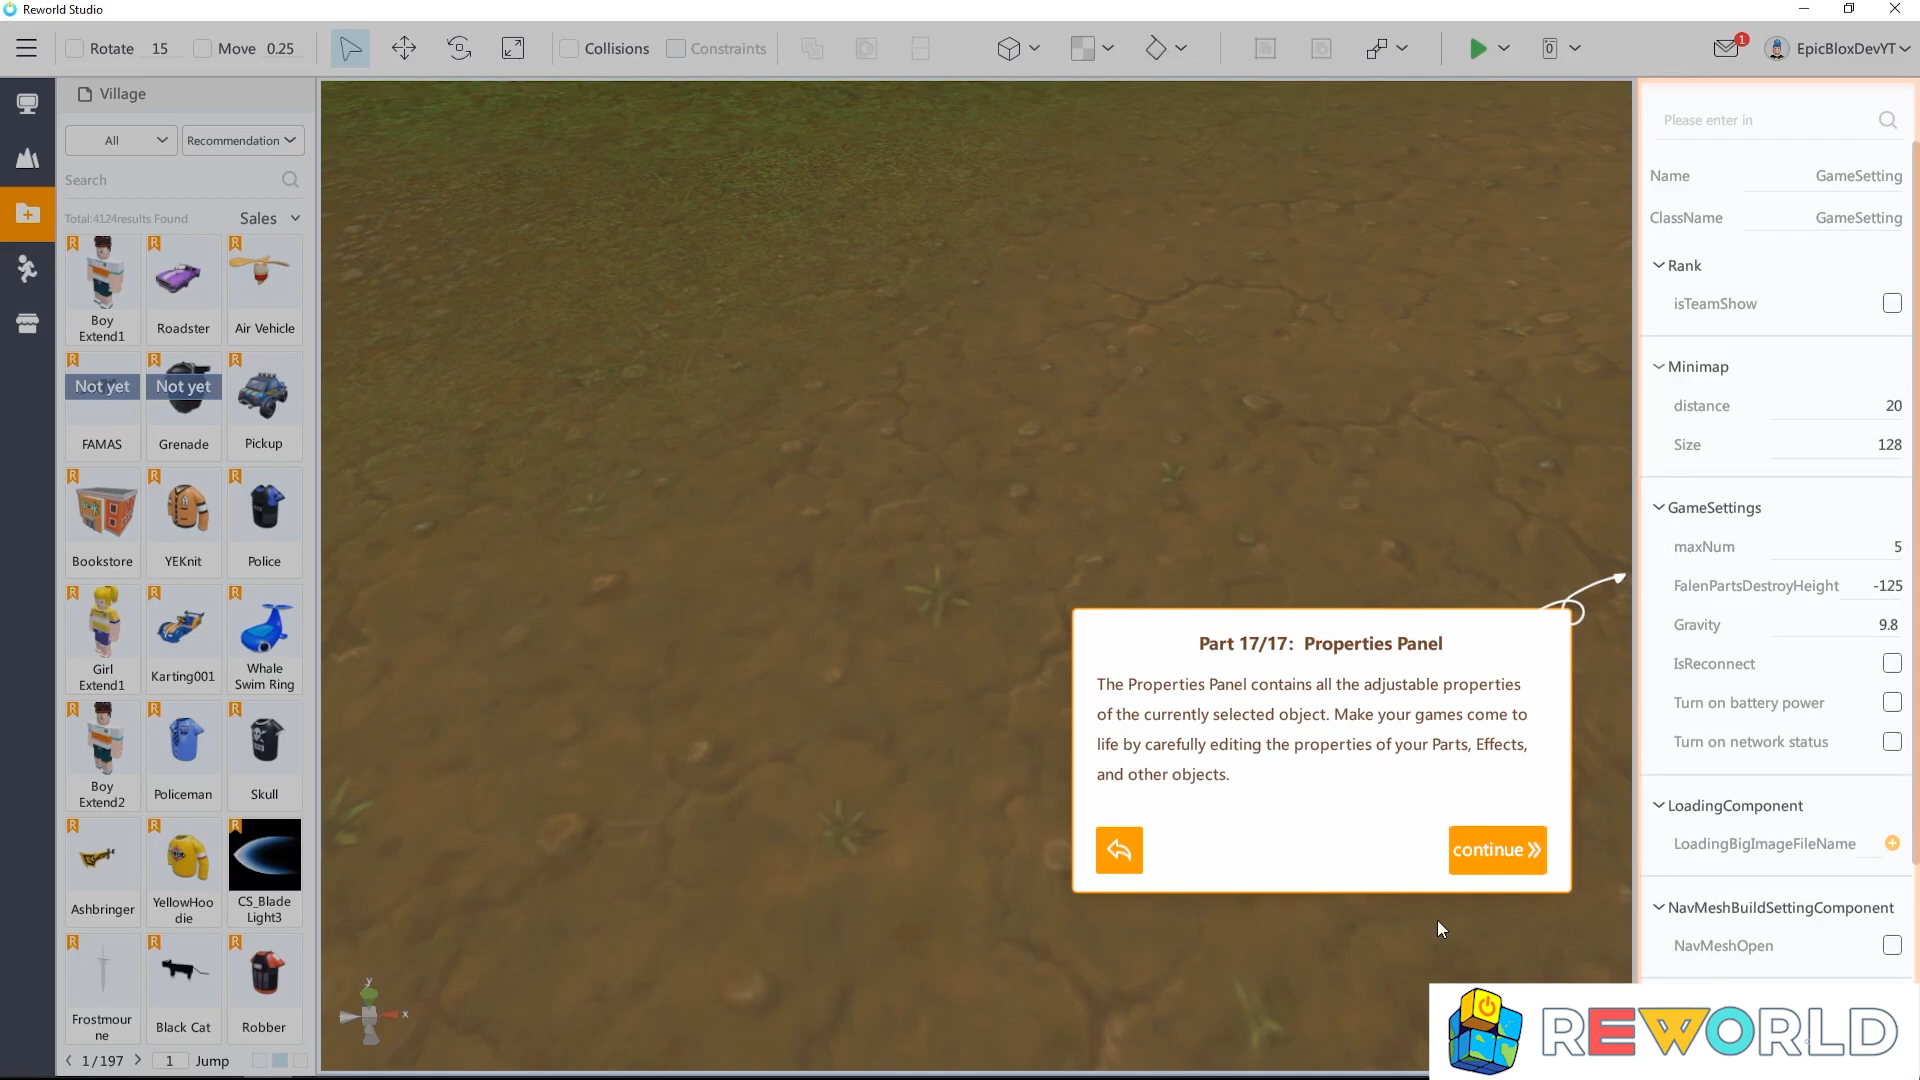 Reworld Studio
Rotate 15 Move 0.25 Collisions Constraints 0 1 EpicBloxDevYT
Village
All Recommendation
Search
Total:4124results Found Sales
R R R
Boy Extend1
Roadster
Air Vehicle
R R R
Not yet Not yet
FAMAS
Grenade
Pickup
R R R
Bookstore
YEKnit
Police
R R R
Girl Extend1
Karting001
Whale Swim Ring
R R R
Boy Extend2
Policeman
Skull
R R R
Ashbringer
YellowHoo
die
CS_Blade
Light3
R R R
Frostmour
ne
Black Cat
Robber
1/197 1 Jump
y
x
Part 17/17: Properties Panel
The Properties Panel contains all the adjustable properties
of the currently selected object. Make your games come to
life by carefully editing the properties of your Parts, Effects,
and other objects.
continue
Please enter in
Name GameSetting
ClassName GameSetting
Rank
isTeamShow
Minimap
distance 20
Size 128
GameSettings
maxNum 5
FalenPartsDestroyHeight -125
Gravity 9.8
IsReconnect
Turn on battery power
Turn on network status
LoadingComponent
LoadingBigImageFileName
NavMeshBuildSettingComponent
NavMeshOpen
REWORLD